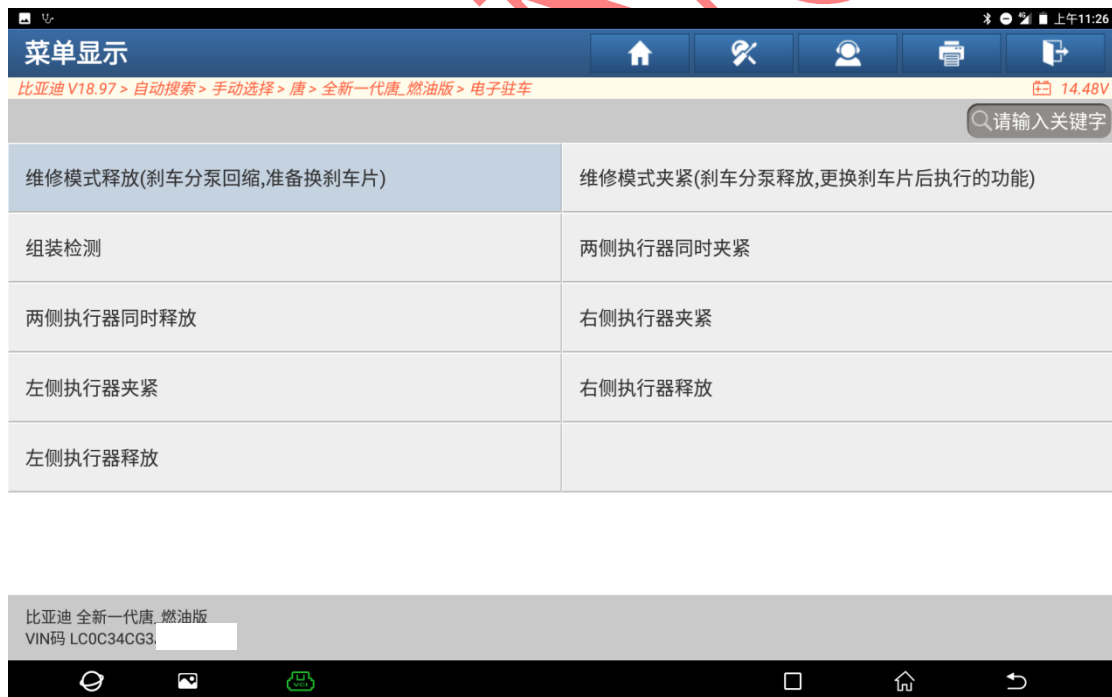 上午11:26
菜单显示
比亚迪 V18.97 > 自动搜索 > 手动选择 > 唐 > 全新一代唐_燃油版 > 电子驻车
14.48V
请输入关键字
维修模式释放(刹车分泵回缩,准备换刹车片)
维修模式夹紧(刹车分泵释放,更换刹车片后执行的功能)
组装检测
两侧执行器同时夹紧
两侧执行器同时释放
右侧执行器夹紧
左侧执行器夹紧
右侧执行器释放
左侧执行器释放
比亚迪 全新一代唐_燃油版
VIN码 LC0C34CG3
VCI